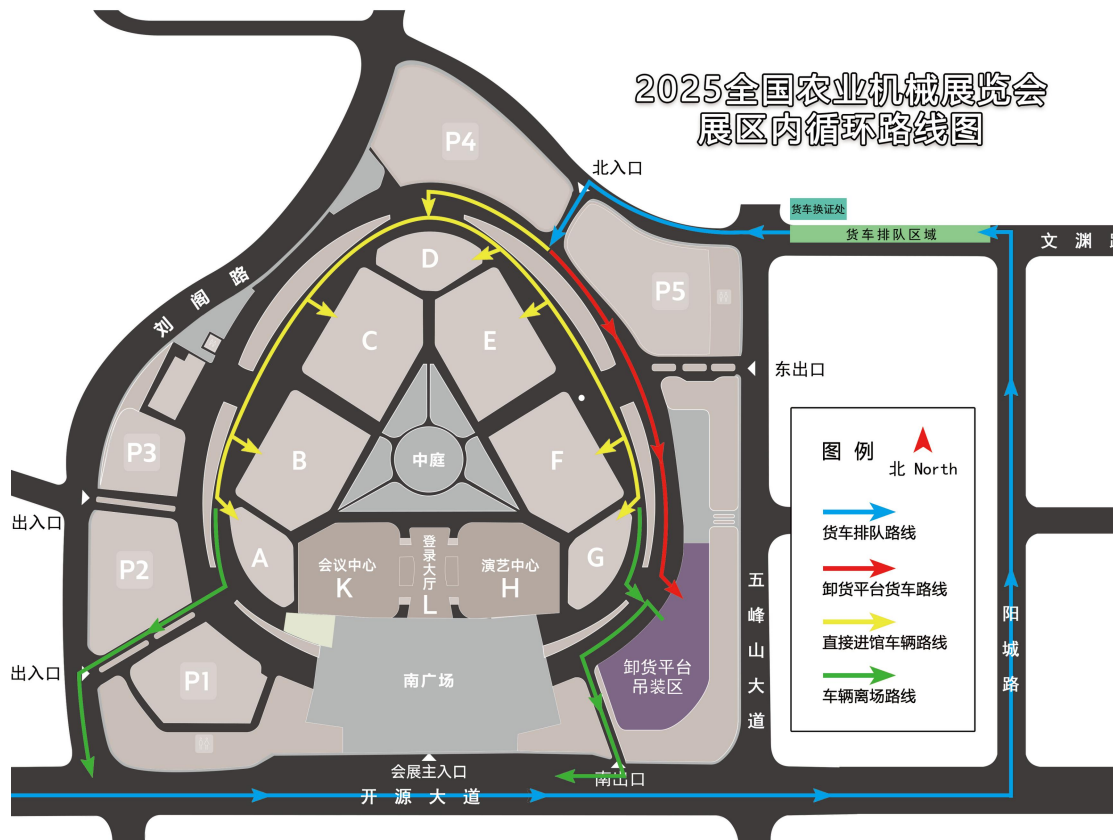 2025全国农业机械展览会
展区内循环路线图
P4
北入口
货车换证处
货车排队区域
文渊
D
P5
刘阁路
C
E
东出口
图例
北 North
P3
B
中庭
F
出入口
货车排队路线
A
会议中心
K
登录大厅
L
演艺中心
H
G
P2
卸货平台货车路线
五峰山大道
阳城路
直接进馆车辆路线
出入口
P1
南广场
卸货平台
吊装区
车辆离场路线
会展主入口
南出口
开源大道